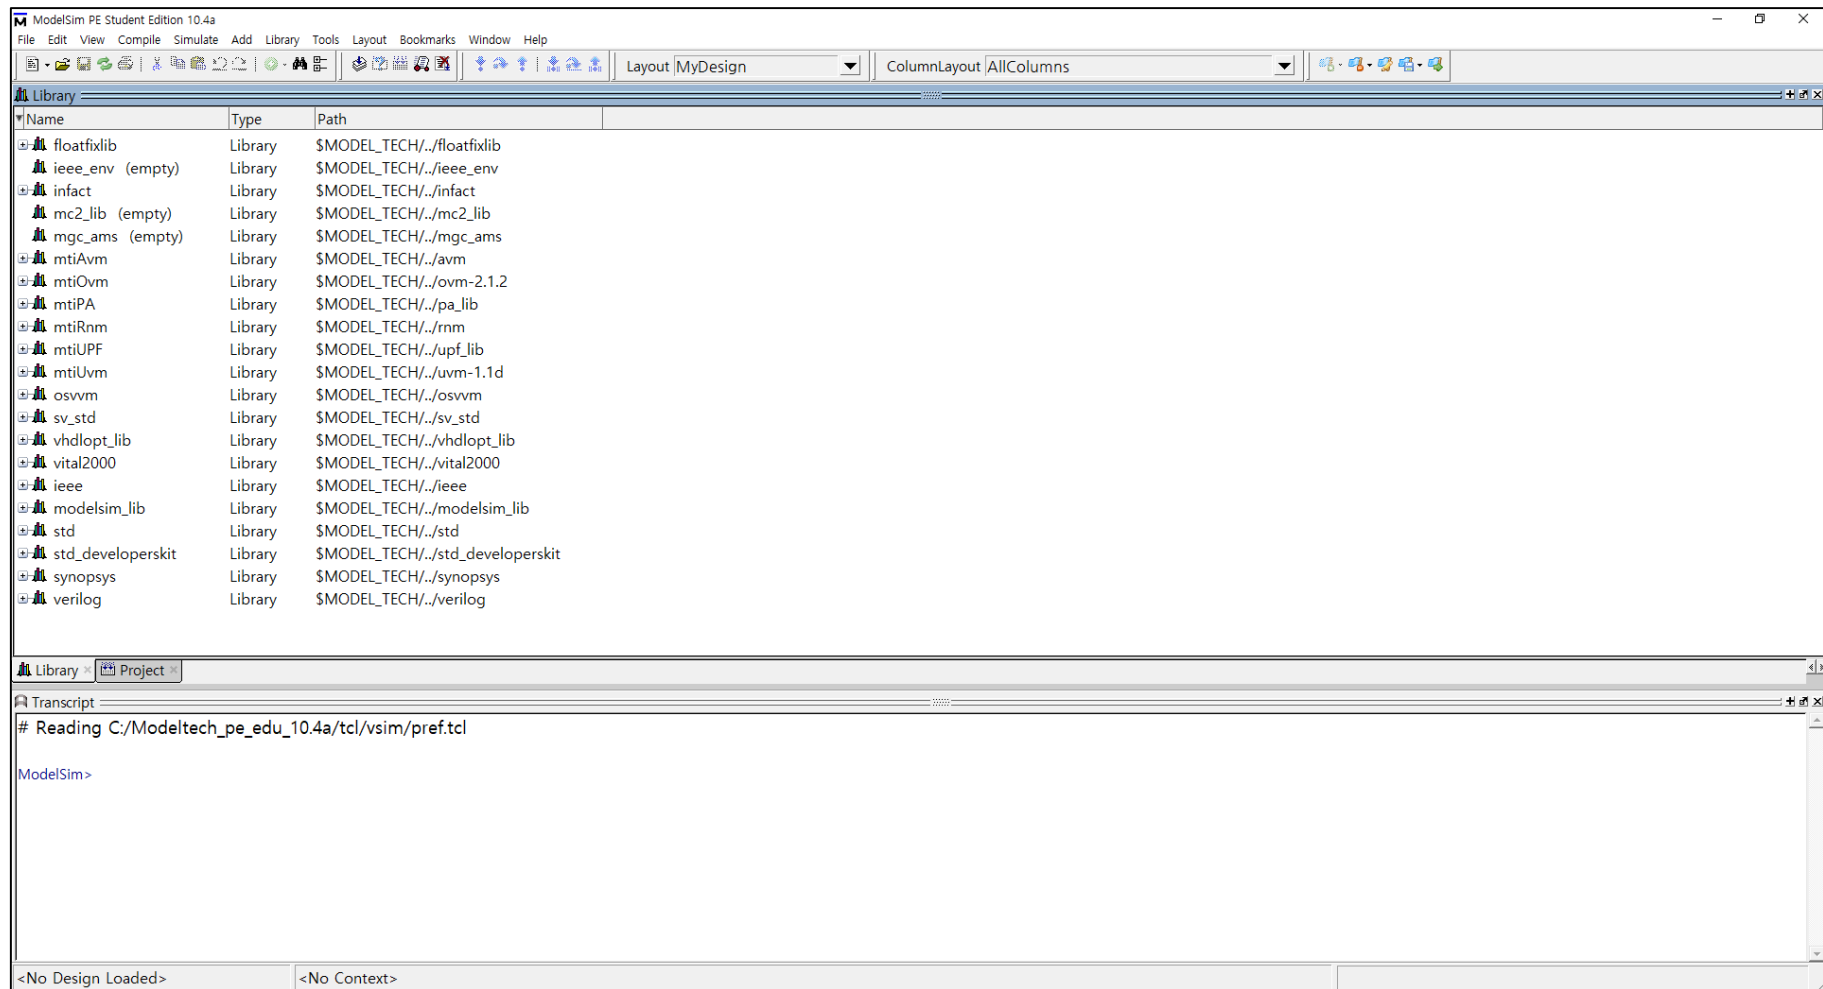 ModelSim PE Student Edition 10.4a
File Edit View Compile Simulate Add Library Tools Layout Bookmarks Window Help
Layout MyDesign ColumnLayout AllColumns
Library
Name Type Path
floatfixlib Library $MODEL_TECH/../floatfixlib
ieee_env (empty) Library $MODEL_TECH/../ieee_env
infact Library $MODEL_TECH/../infact
mc2_lib (empty) Library $MODEL_TECH/../mc2_lib
mgc_ams (empty) Library $MODEL_TECH/../mgc_ams
mtiAvm Library $MODEL_TECH/../avm
mtiOvm Library $MODEL_TECH/../ovm-2.1.2
mtiPA Library $MODEL_TECH/../pa_lib
mtiRnm Library $MODEL_TECH/../rnm
mtiUPF Library $MODEL_TECH/../upf_lib
mtiUvm Library $MODEL_TECH/../uvm-1.1d
osvvm Library $MODEL_TECH/../osvvm
sv_std Library $MODEL_TECH/../sv_std
vhdlopt_lib Library $MODEL_TECH/../vhdlopt_lib
vital2000 Library $MODEL_TECH/../vital2000
ieee Library $MODEL_TECH/../ieee
modelsim_lib Library $MODEL_TECH/../modelsim_lib
std Library $MODEL_TECH/../std
std_developerskit Library $MODEL_TECH/../std_developerskit
synopsys Library $MODEL_TECH/../synopsys
verilog Library $MODEL_TECH/../verilog
Library Project
Transcript
# Reading C:/Modeltech_pe_edu_10.4a/tcl/vsim/pref.tcl
ModelSim>
<No Design Loaded> <No Context>